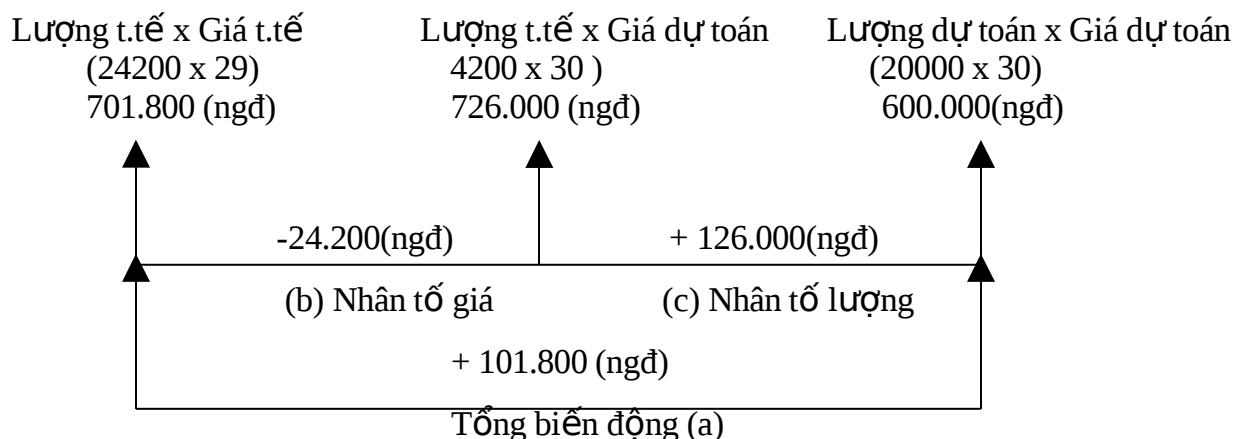 Lượng t.tế x Giá t.tế Lượng t.tế x Giá dự toán Lượng dự toán x Giá dự toán
(24200 x 29) 4200 x 30 ) (20000 x 30)
701.800 (ngđ) 726.000 (ngđ) 600.000(ngđ)
-24.200(ngđ) + 126.000(ngđ)
(b) Nhân tố giá (c) Nhân tố lượng
+ 101.800 (ngđ)
Tổng biến động (a)